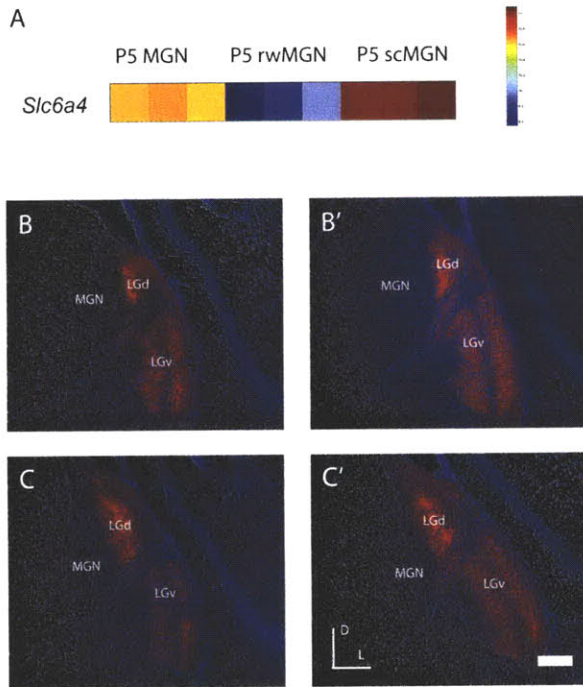 A
P5 MGN P5 rwMGN P5 scMGN
Slc6a4
B
LGd
MGN
LGv
B'
LGd
MGN
LGv
C
LGd
MGN
LGv
C'
LGd
MGN
LGv
D
L